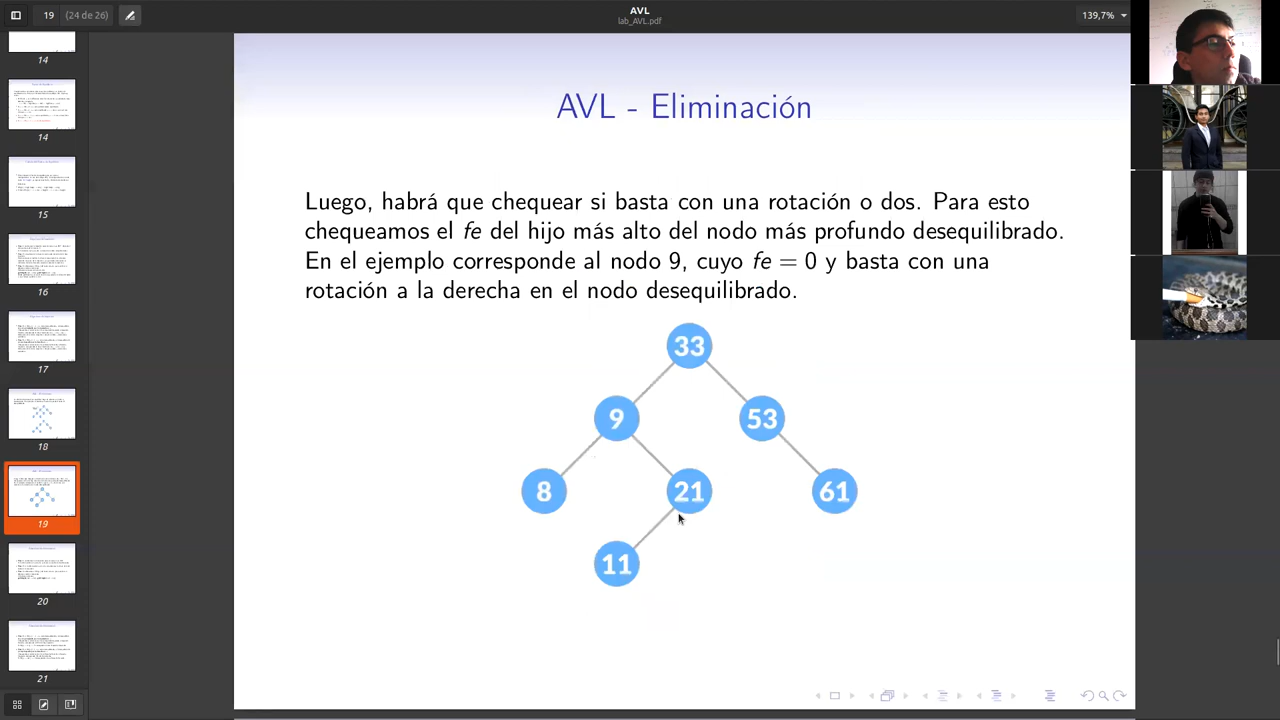 19
(24 de 26)
AVL
lab_AVL.pdf
139,7%
14
14
15
16
17
18
19
20
21
AVL - Eliminación
Luego, habrá que chequear si basta con una rotación o dos. Para esto
chequeamos el fe del hijo más alto del nodo más profundo desequilibrado.
En el ejemplo corresponde al nodo 9, cuyo fe = 0 y basta con una
rotación a la derecha en el nodo desequilibrado.
33
9
53
8
21
61
11